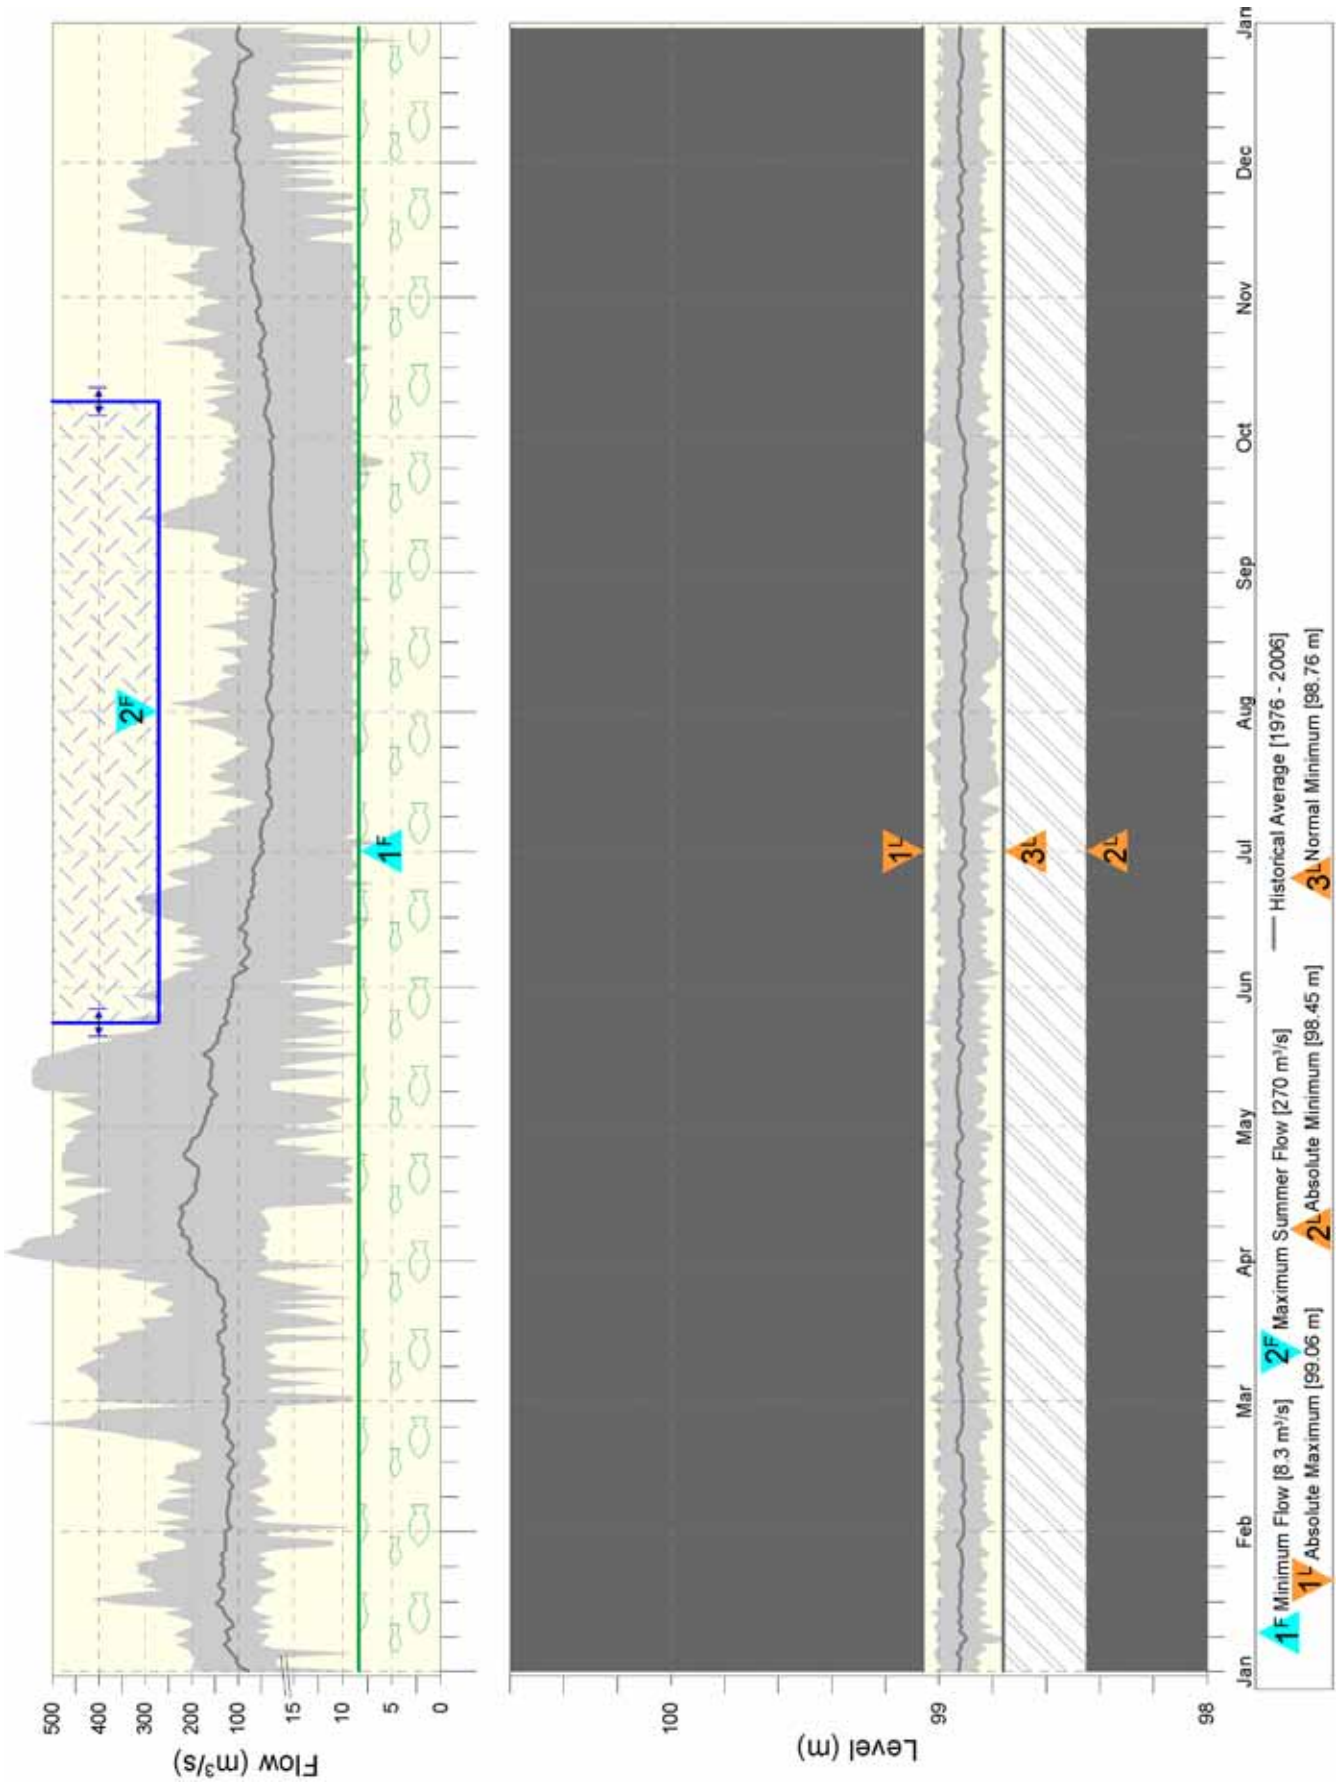 Flow (m³/s)
500
400
300
200
100
15
10
5
0
2F
1F
Level (m)
100
99
98
1L
3L
2L
Jan Feb Mar Apr May Jun Jul Aug Sep Oct Nov Dec Jan
1F Minimum Flow [8.3 m³/s] 2F Maximum Summer Flow [270 m³/s] Historical Average [1976 - 2006]
1L Absolute Maximum [99.06 m] 2L Absolute Minimum [98.45 m] 3L Normal Minimum [98.76 m]